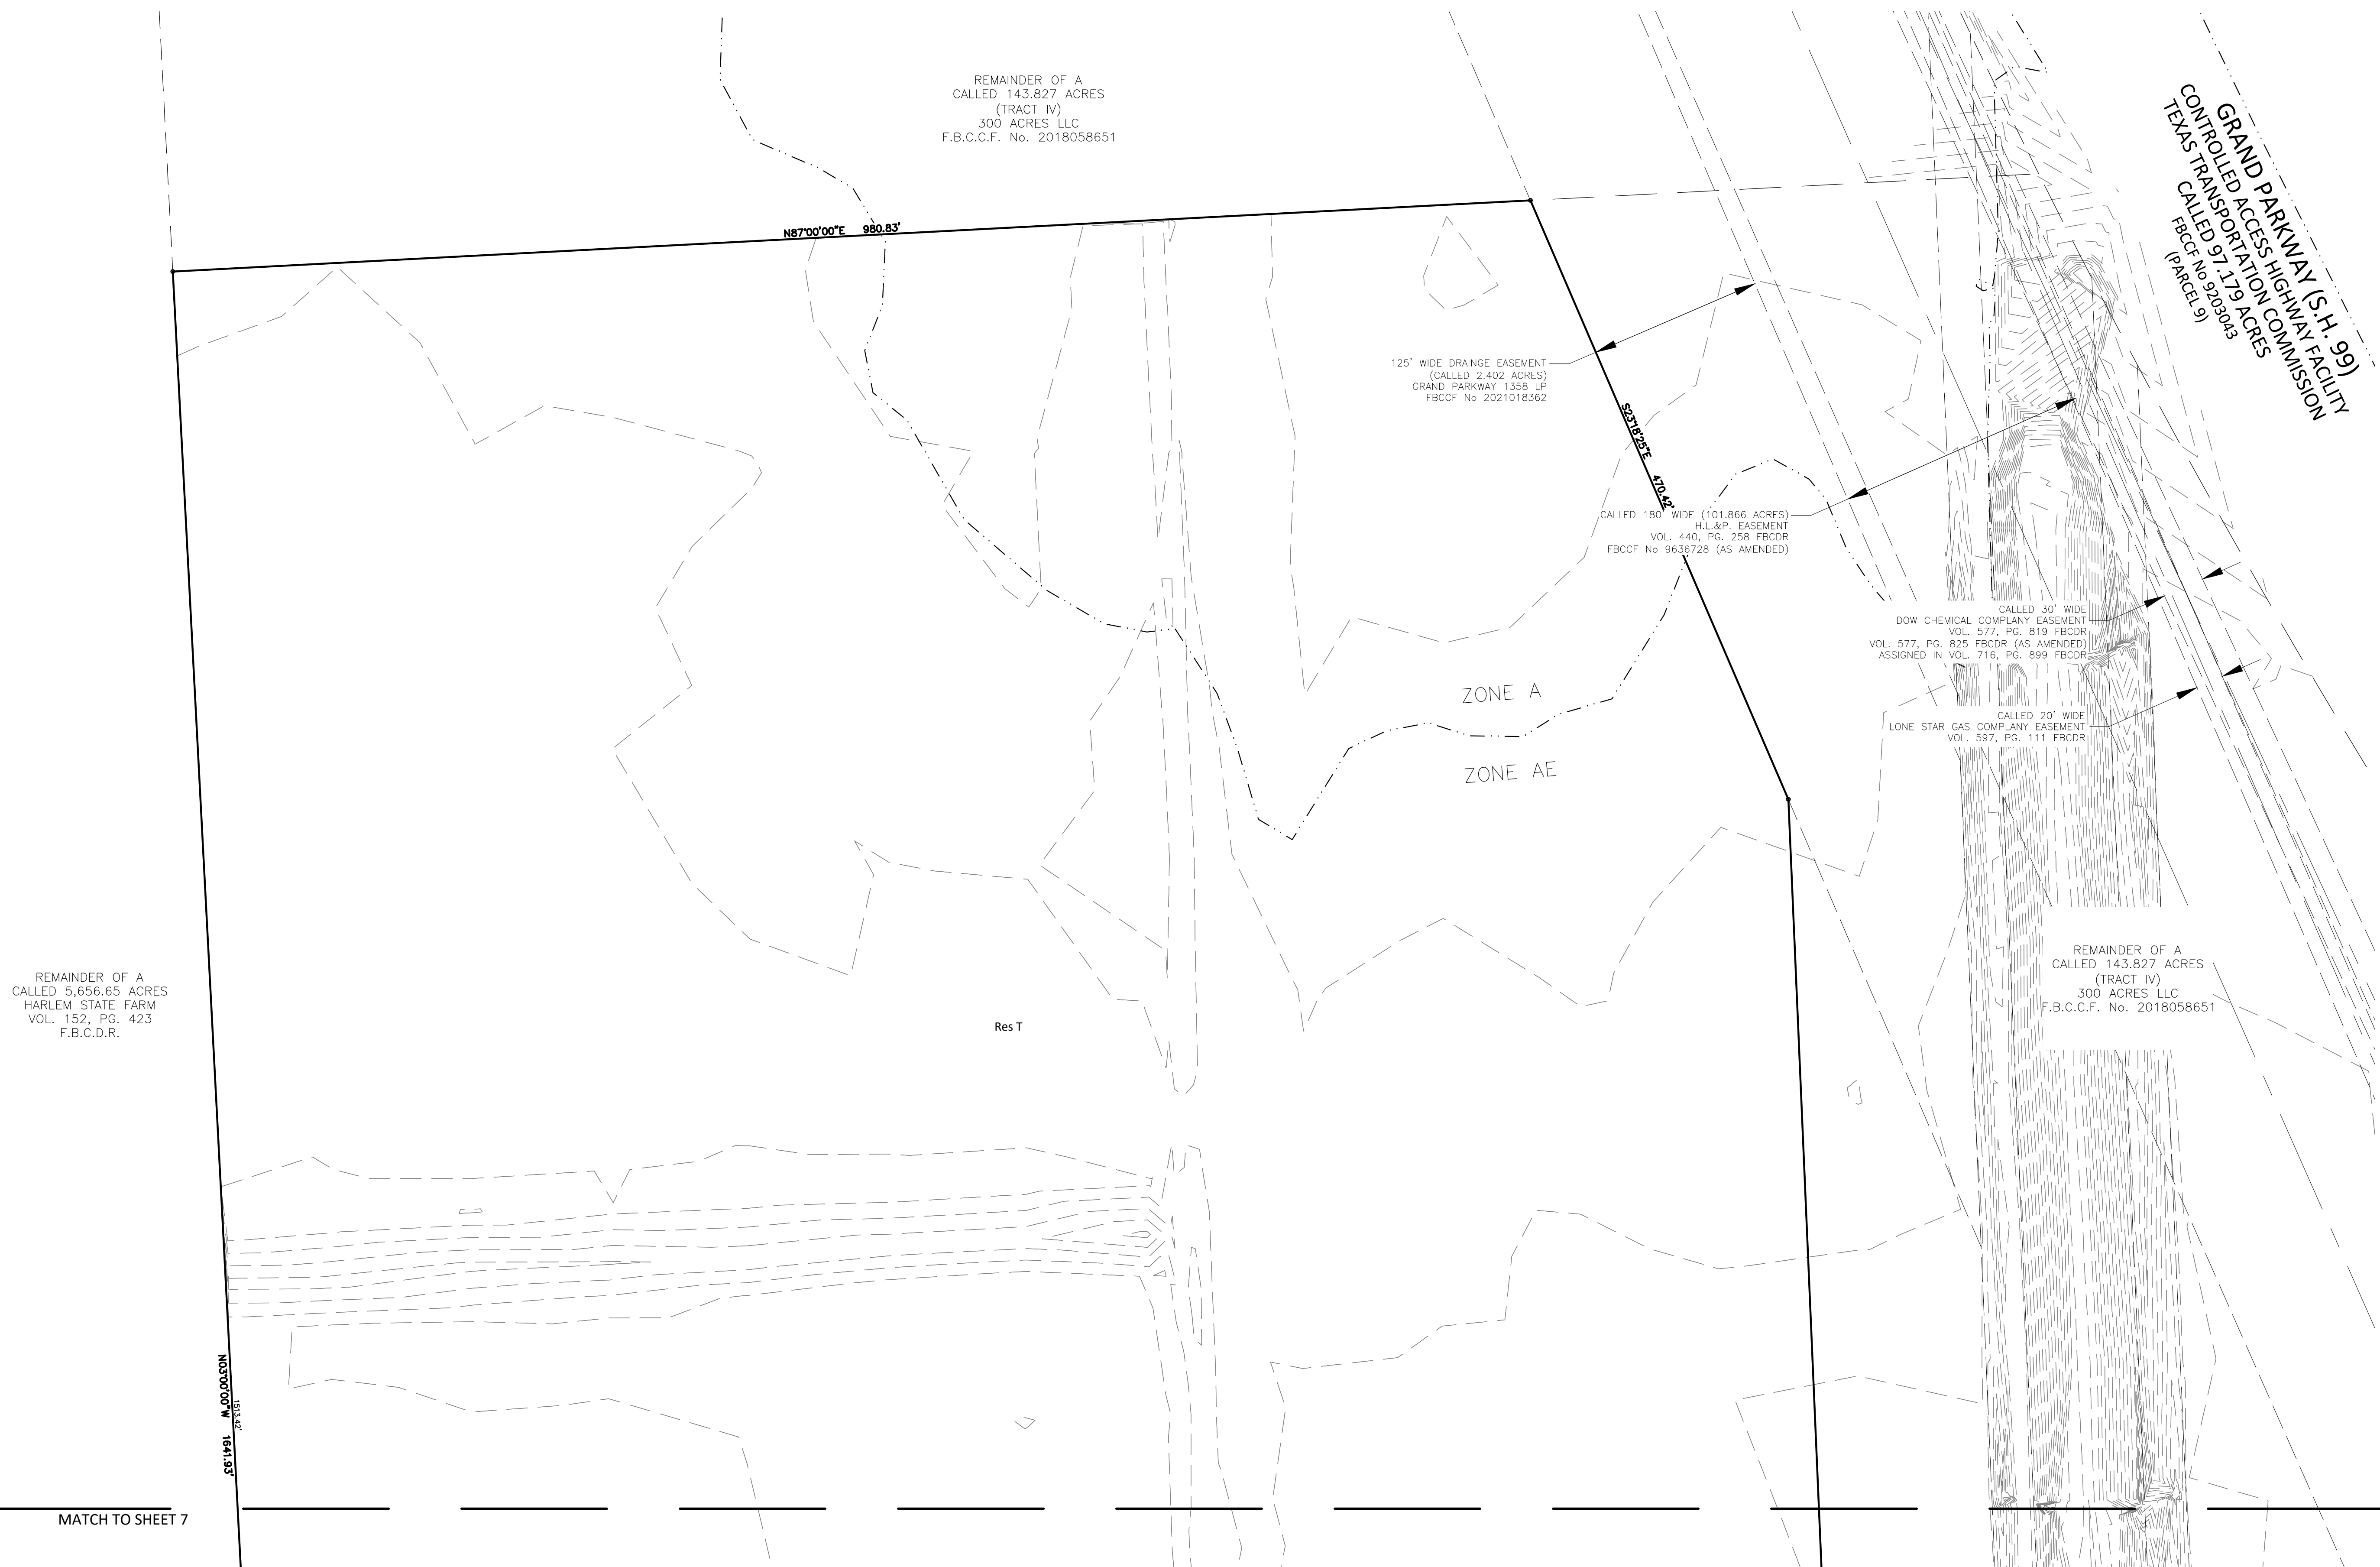 REMAINDER OF A
CALLED 143.827 ACRES
(TRACT IV)
300 ACRES LLC
F.B.C.C.F. No. 2018058651
GRAND PARKWAY (S.H. 99)
CONTROLLED ACCESS HIGHWAY FACILITY
TEXAS TRANSPORTATION COMMISSION
CALLED 97.179 ACRES
FBCCF No 9203043
(PARCEL 9)
N87°00'00"E 980.83'
125' WIDE DRAINGE EASEMENT
(CALLED 2.402 ACRES)
GRAND PARKWAY 1358 LP
FBCCF No 2021018362
S23°18'25"E 470.42'
CALLED 180' WIDE (101.866 ACRES)
H.L.&P. EASEMENT
VOL. 440, PG. 258 FBCDR
FBCCF No 9636728 (AS AMENDED)
CALLED 30' WIDE
DOW CHEMICAL COMPLANY EASEMENT
VOL. 577, PG. 819 FBCDR
VOL. 577, PG. 825 FBCDR (AS AMENDED)
ASSIGNED IN VOL. 716, PG. 899 FBCDR
ZONE A
CALLED 20' WIDE
LONE STAR GAS COMPLANY EASEMENT
VOL. 597, PG. 111 FBCDR
ZONE AE
REMAINDER OF A
CALLED 143.827 ACRES
(TRACT IV)
300 ACRES LLC
F.B.C.C.F. No. 2018058651
REMAINDER OF A
CALLED 5,656.65 ACRES
HARLEM STATE FARM
VOL. 152, PG. 423
F.B.C.D.R.
Res T
N03°00'00"W 1641.93'
1513.42'
MATCH TO SHEET 7